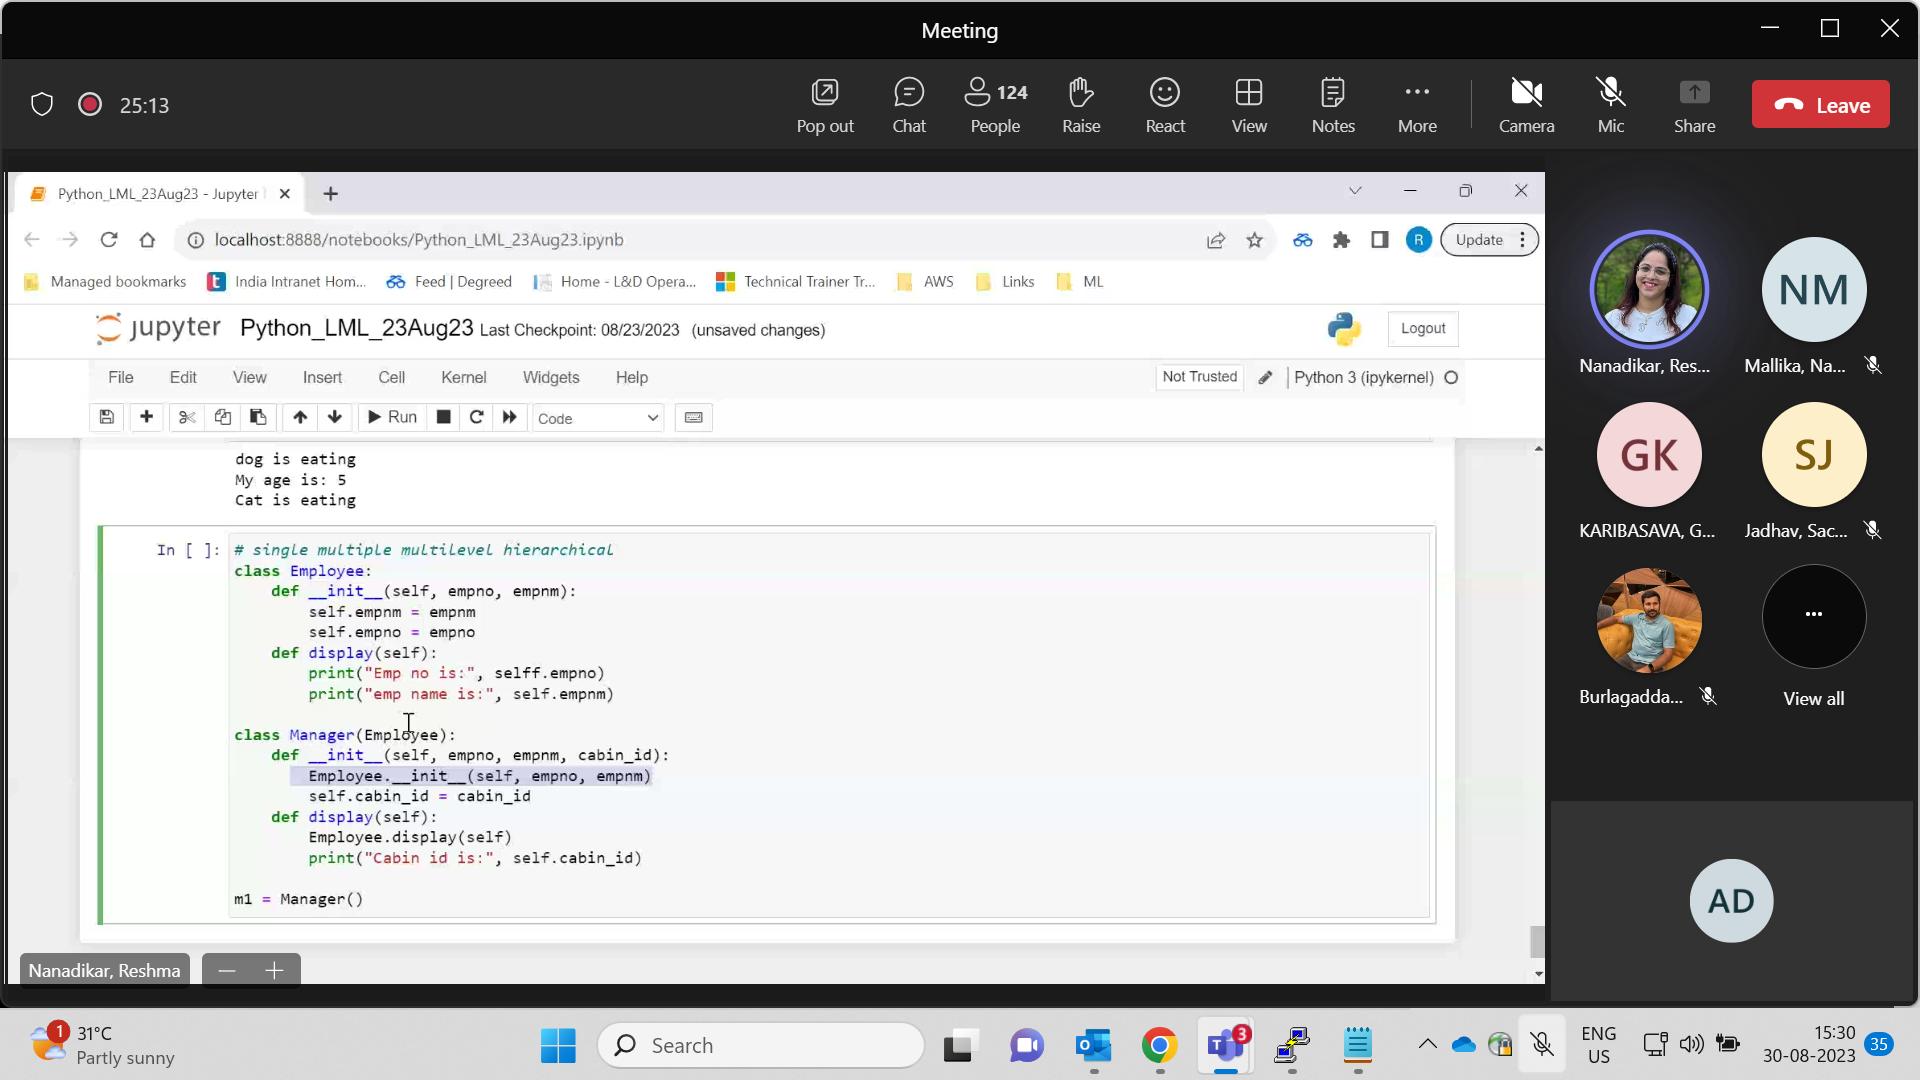 Meeting
25:13
Pop out
Chat
124
People
Raise
React
View
Notes
More
Camera
Mic
Share
Leave
Python_LML_23Aug23 - Jupyter
localhost:8888/notebooks/Python_LML_23Aug23.ipynb
R
Update
Managed bookmarks
India Intranet Hom...
Feed | Degreed
Home - L&D Opera...
Technical Trainer Tr...
AWS
Links
ML
jupyter Python_LML_23Aug23 Last Checkpoint: 08/23/2023 (unsaved changes)
Logout
File Edit View Insert Cell Kernel Widgets Help
Not Trusted
Python 3 (ipykernel)
Run
Code
dog is eating
My age is: 5
Cat is eating
In [ ]:
# single multiple multilevel hierarchical
class Employee:
    def __init__(self, empno, empnm):
        self.empnm = empnm
        self.empno = empno
    def display(self):
        print("Emp no is:", selff.empno)
        print("emp name is:", self.empnm)
class Manager(Employee):
    def __init__(self, empno, empnm, cabin_id):
        Employee.__init__(self, empno, empnm)
        self.cabin_id = cabin_id
    def display(self):
        Employee.display(self)
        print("Cabin id is:", self.cabin_id)
m1 = Manager()
Nanadikar, Reshma
Nanadikar, Res...
NM
Mallika, Na...
GK
KARIBASAVA, G...
SJ
Jadhav, Sac...
Burlagadda...
View all
AD
1
31°C
Partly sunny
Search
3
ENG
US
15:30
30-08-2023
35